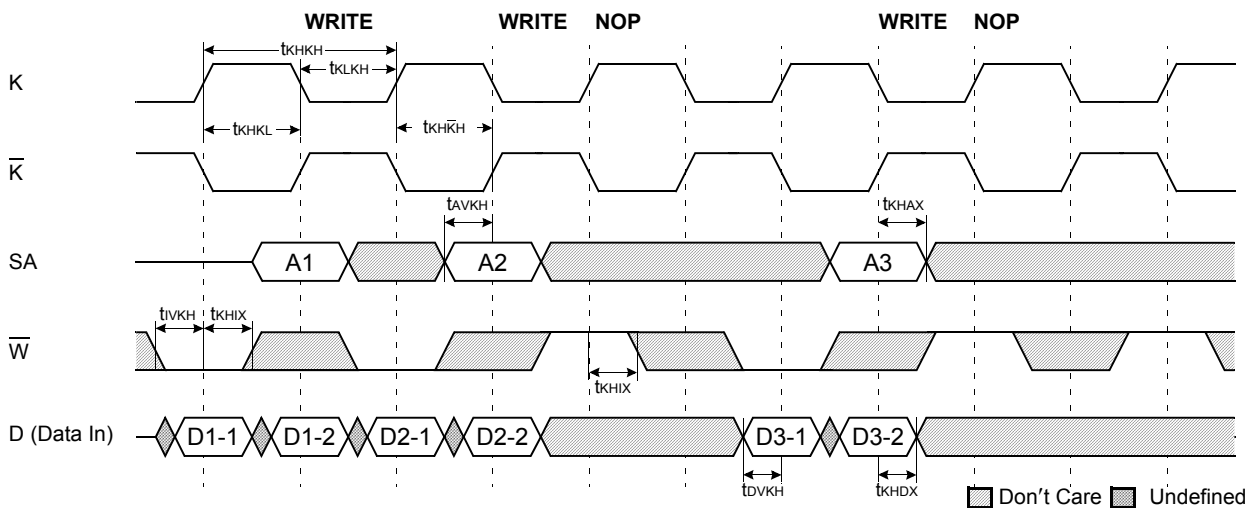 WRITE WRITE NOP WRITE NOP
tKHKH
tKLKH
K
tKHKL tKHK̅H
K̅
tAVKH tKHAX
SA A1 A2 A3
tIVKH tKHIX
W̅
tKHIX
D (Data In) D1-1 D1-2 D2-1 D2-2 D3-1 D3-2
tDVKH tKHDX
Don't Care Undefined